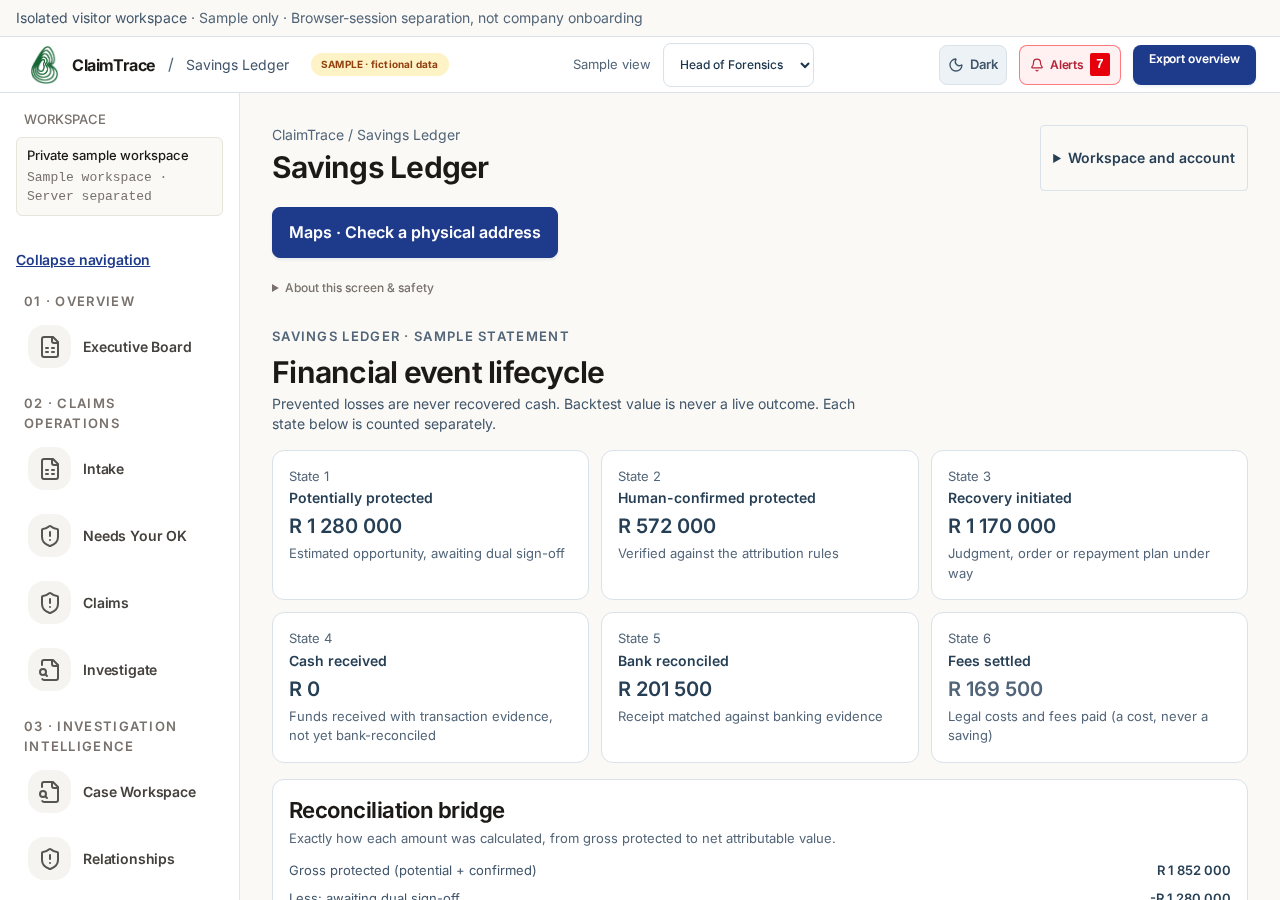 Isolated visitor workspace · Sample only · Browser-session separation, not company onboarding
ClaimTrace / Savings Ledger
SAMPLE · fictional data
Sample view
Head of Forensics
Dark
Alerts 7
Export overview
WORKSPACE
Private sample workspace
Sample workspace ·
Server separated
Collapse navigation
01 · OVERVIEW
Executive Board
02 · CLAIMS
OPERATIONS
Intake
Needs Your OK
Claims
Investigate
03 · INVESTIGATION
INTELLIGENCE
Case Workspace
Relationships
ClaimTrace / Savings Ledger
Savings Ledger
Workspace and account
Maps · Check a physical address
About this screen & safety
SAVINGS LEDGER · SAMPLE STATEMENT
Financial event lifecycle
Prevented losses are never recovered cash. Backtest value is never a live outcome. Each
state below is counted separately.
State 1
Potentially protected
R 1 280 000
Estimated opportunity, awaiting dual sign-off
State 2
Human-confirmed protected
R 572 000
Verified against the attribution rules
State 3
Recovery initiated
R 1 170 000
Judgment, order or repayment plan under
way
State 4
Cash received
R 0
Funds received with transaction evidence,
not yet bank-reconciled
State 5
Bank reconciled
R 201 500
Receipt matched against banking evidence
State 6
Fees settled
R 169 500
Legal costs and fees paid (a cost, never a
saving)
Reconciliation bridge
Exactly how each amount was calculated, from gross protected to net attributable value.
Gross protected (potential + confirmed) R 1 852 000
Less: awaiting dual sign-off -R 1 280 000